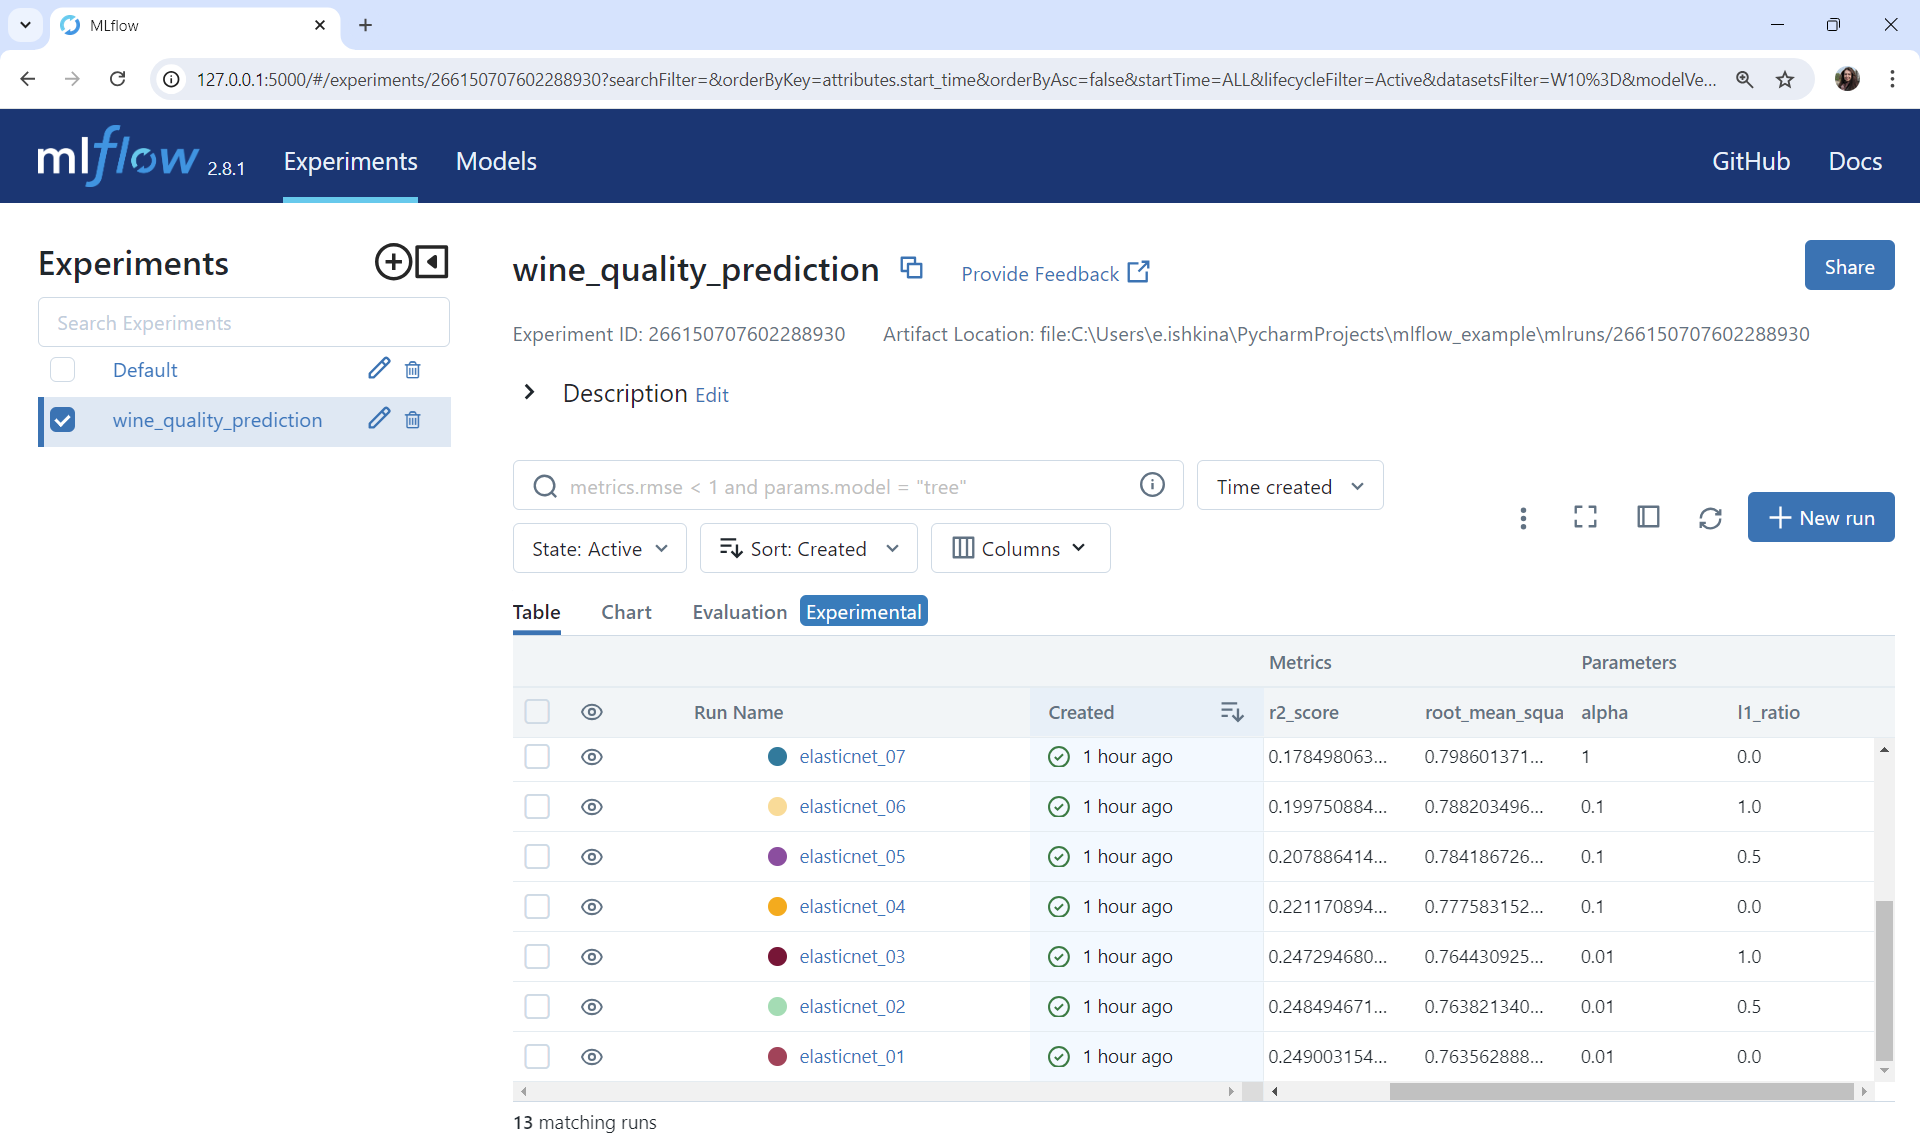 MLflow
127.0.0.1:5000/#/experiments/266150707602288930?searchFilter=&orderByKey=attributes.start_time&orderByAsc=false&startTime=ALL&lifecycleFilter=Active&datasetsFilter=W10%3D&modelVe...
mlflow 2.8.1 Experiments Models GitHub Docs
Experiments
Search Experiments
Default
wine_quality_prediction
wine_quality_prediction Provide Feedback Share
Experiment ID: 266150707602288930 Artifact Location: file:C:\Users\e.ishkina\PycharmProjects\mlflow_example\mlruns/266150707602288930
Description Edit
metrics.rmse < 1 and params.model = "tree" Time created
New run
State: Active Sort: Created Columns
Table Chart Evaluation Experimental
Metrics Parameters
Run Name Created r2_score root_mean_squa alpha l1_ratio
elasticnet_07 1 hour ago 0.178498063... 0.798601371... 1 0.0
elasticnet_06 1 hour ago 0.199750884... 0.788203496... 0.1 1.0
elasticnet_05 1 hour ago 0.207886414... 0.784186726... 0.1 0.5
elasticnet_04 1 hour ago 0.221170894... 0.777583152... 0.1 0.0
elasticnet_03 1 hour ago 0.247294680... 0.764430925... 0.01 1.0
elasticnet_02 1 hour ago 0.248494671... 0.763821340... 0.01 0.5
elasticnet_01 1 hour ago 0.249003154... 0.763562888... 0.01 0.0
13 matching runs